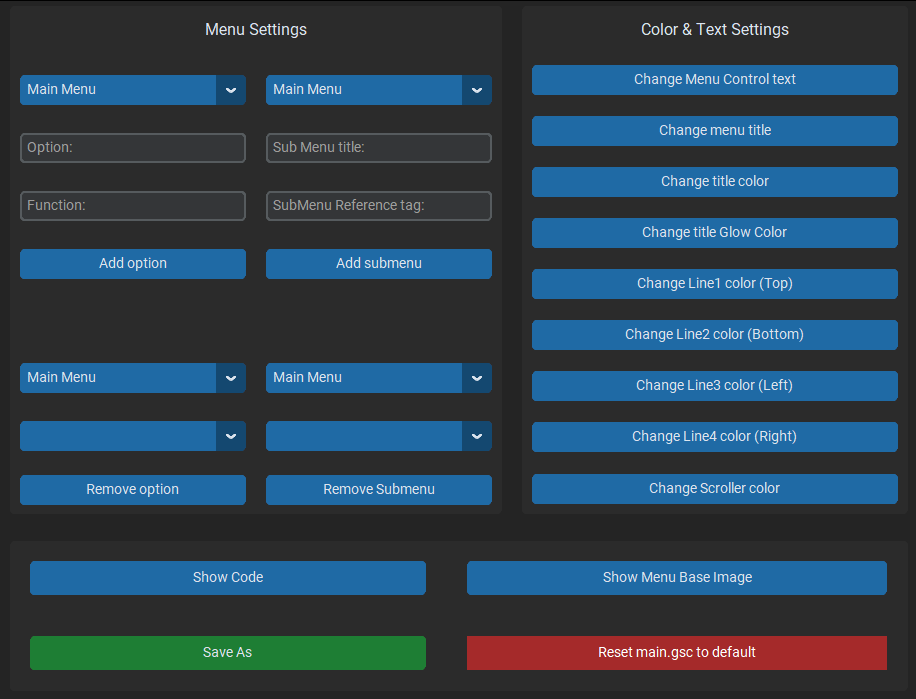 Menu Settings
Main Menu
Main Menu
Option:
Sub Menu title:
Function:
SubMenu Reference tag:
Add option
Add submenu
Main Menu
Main Menu
Remove option
Remove Submenu
Color & Text Settings
Change Menu Control text
Change menu title
Change title color
Change title Glow Color
Change Line1 color (Top)
Change Line2 color (Bottom)
Change Line3 color (Left)
Change Line4 color (Right)
Change Scroller color
Show Code
Show Menu Base Image
Save As
Reset main.gsc to default